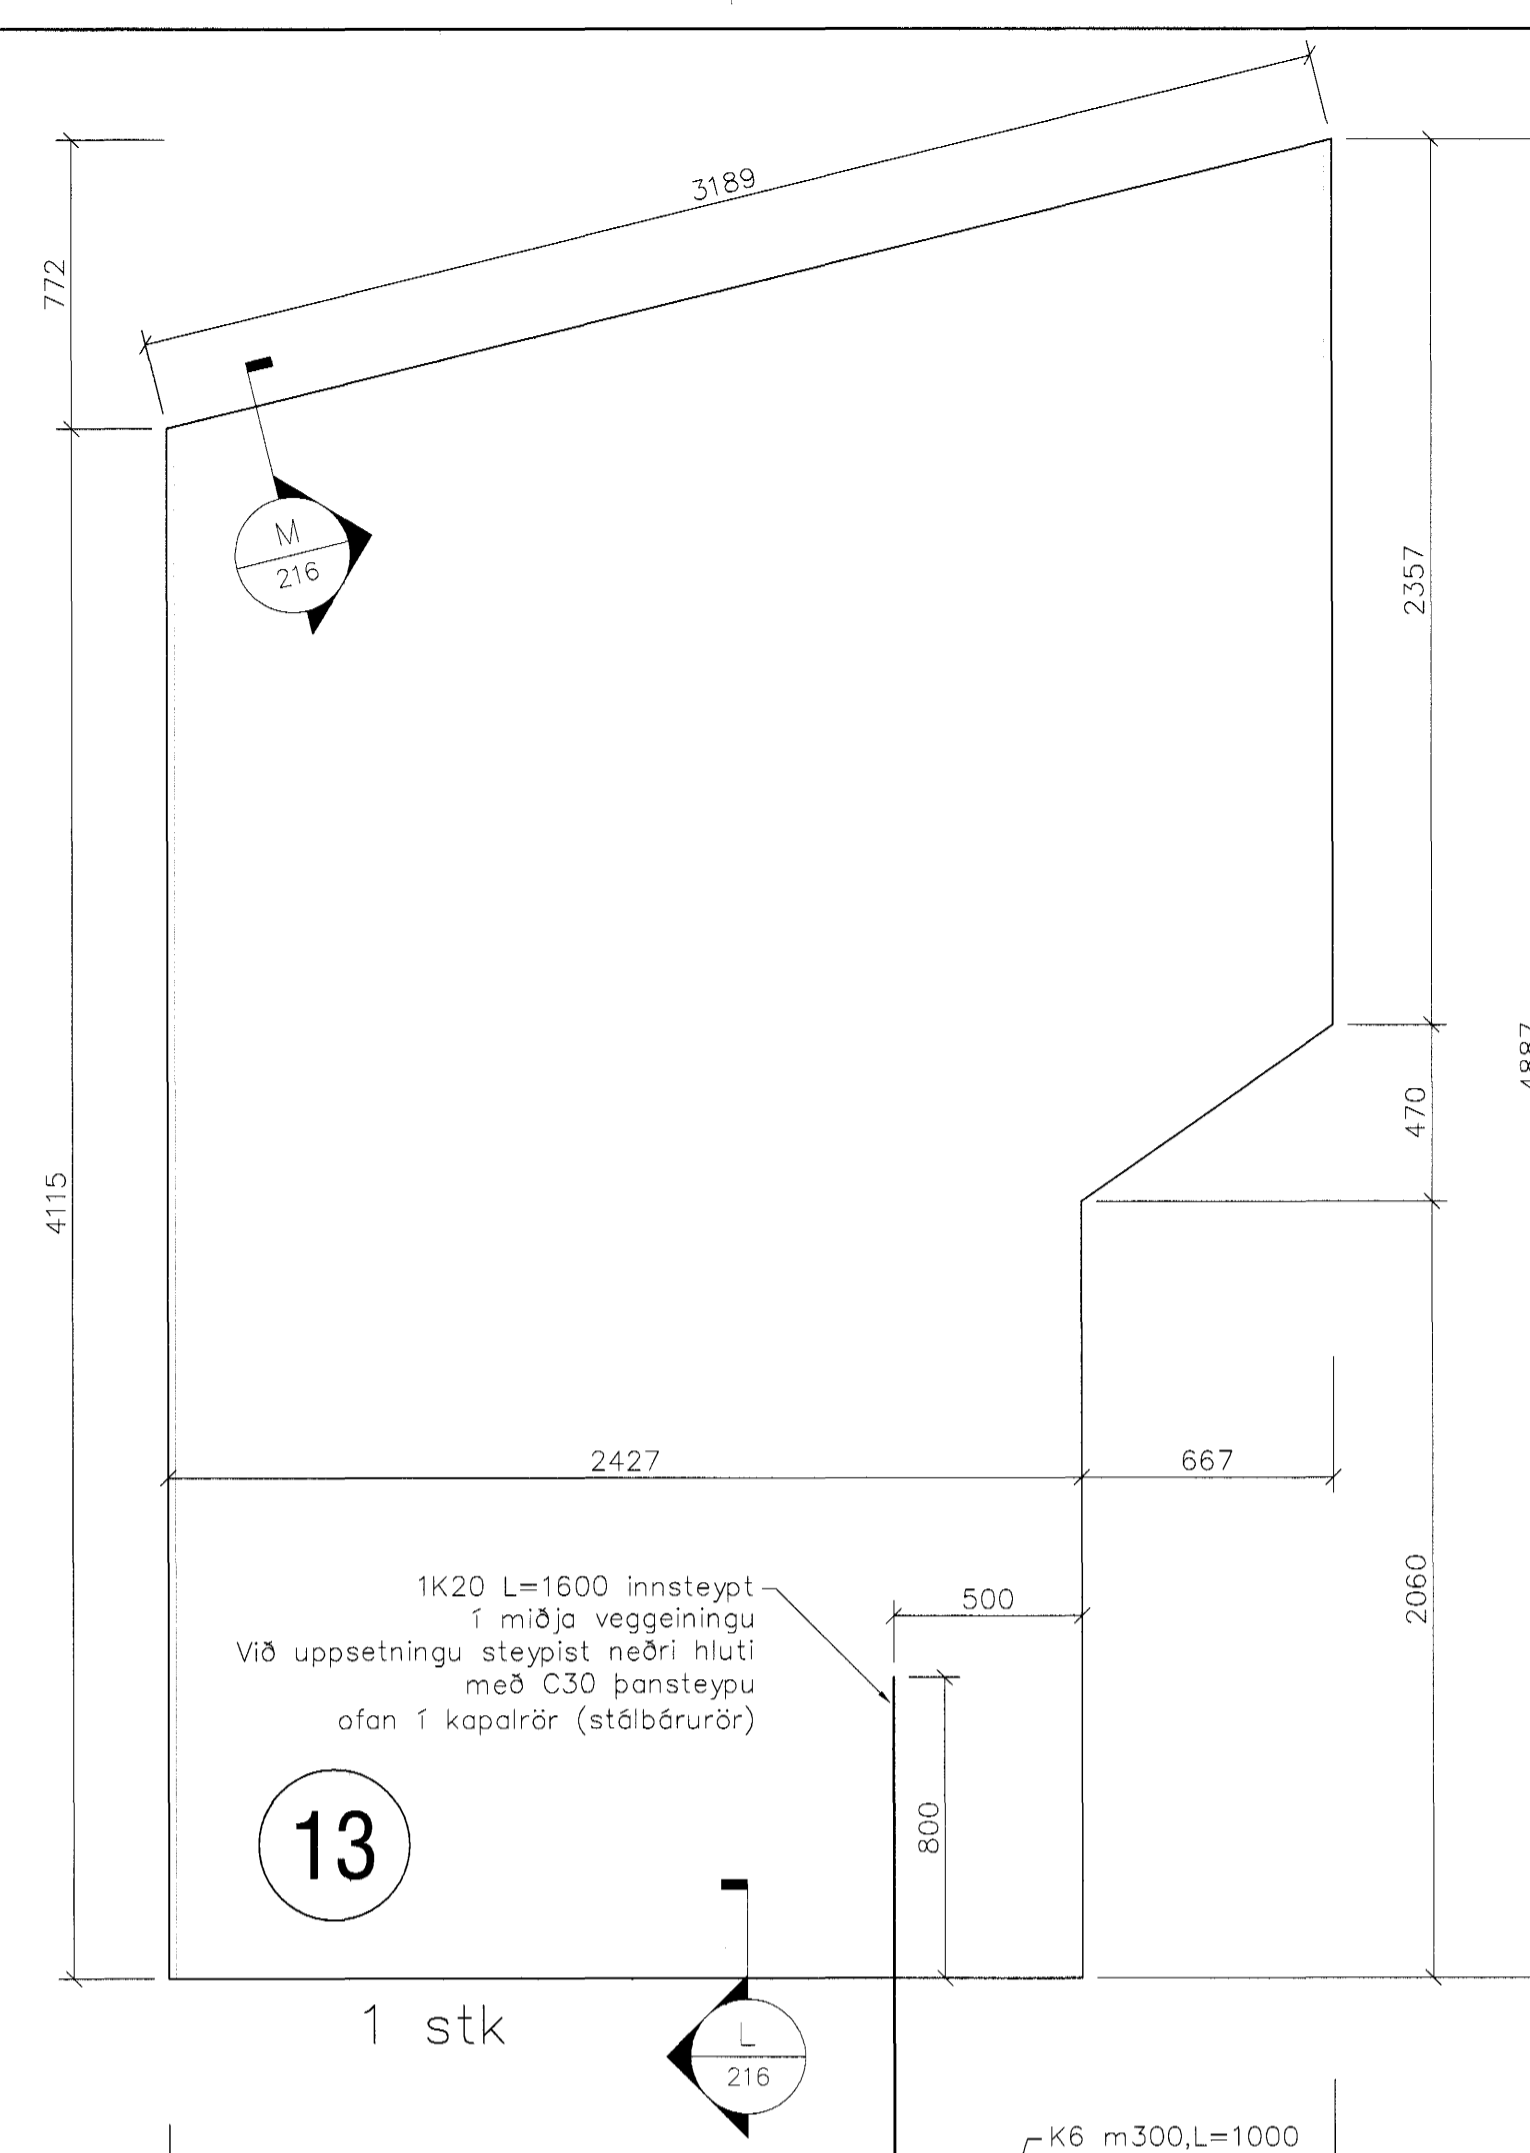 3189
772
M
216
2357
4887
470
4115
2427
667
1K20 L=1600 innsteypt
í miðja veggeiningu
Við uppsetningu steypist neðri hluti
með C30 þansteypu
ofan í kapalrör (stálbárurör)
500
2060
800
13
1 stk
L
216
K6 m300,L=1000